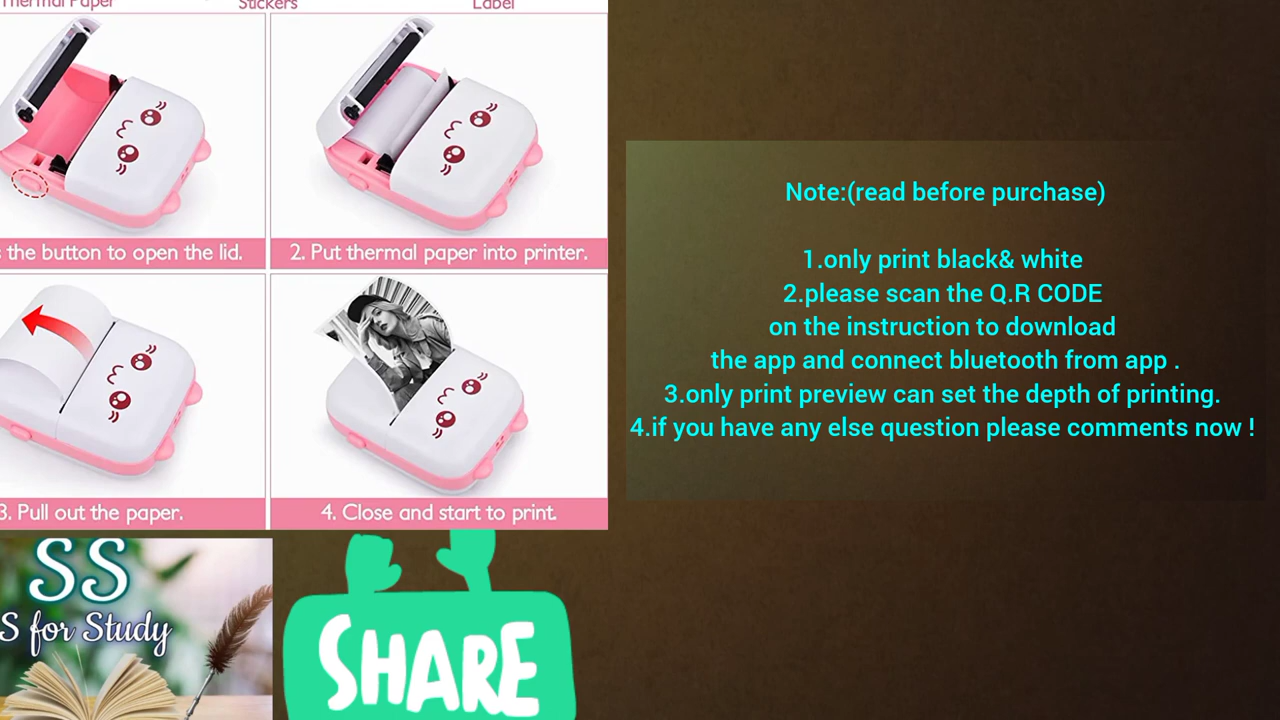 Thermal Paper
Stickers
Label
the button to open the lid.
2. Put thermal paper into printer.
3. Pull out the paper.
4. Close and start to print.
SS
S for Study
SHARE
Note:(read before purchase)
1.only print black& white
2.please scan the Q.R CODE
on the instruction to download
the app and connect bluetooth from app .
3.only print preview can set the depth of printing.
4.if you have any else question please comments now !